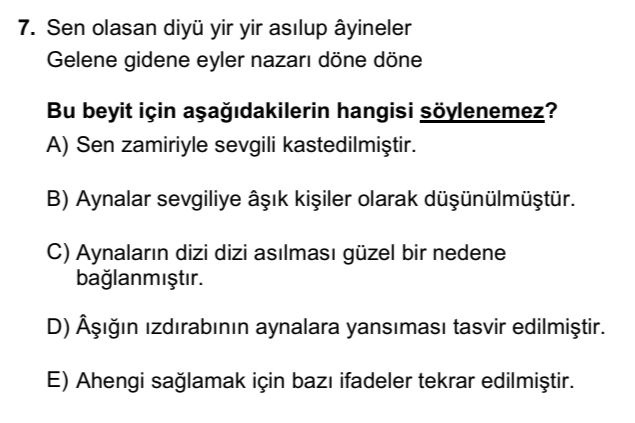 7. Sen olasan diyü yir yir asılup âyineler
Gelene gidene eyler nazarı döne döne
Bu beyit için aşağıdakilerin hangisi söylenemez?
A) Sen zamiriyle sevgili kastedilmiştir.
B) Aynalar sevgiliye âşık kişiler olarak düşünülmüştür.
C) Aynaların dizi dizi asılması güzel bir nedene
bağlanmıştır.
D) Âşığın ızdırabının aynalara yansıması tasvir edilmiştir.
E) Ahengi sağlamak için bazı ifadeler tekrar edilmiştir.